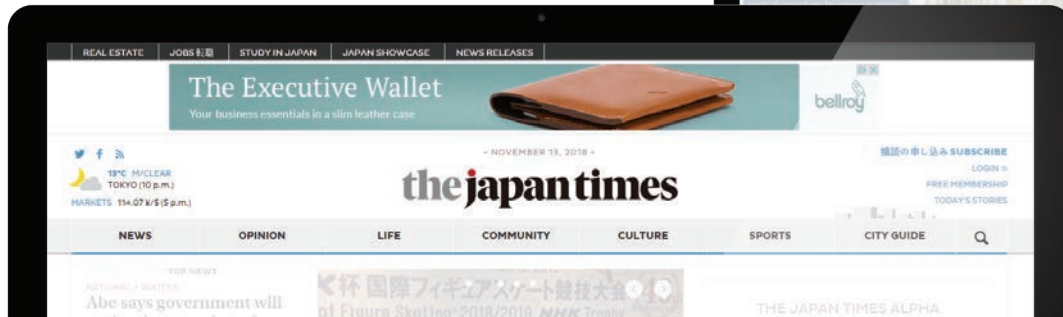 REAL ESTATE JOBS 転職 STUDY IN JAPAN JAPAN SHOWCASE NEWS RELEASES
The Executive Wallet
Your business essentials in a slim leather case
bellroy
- NOVEMBER 13, 2018 -
13°C M/CLEAR
TOKYO (10 p.m.)
MARKETS 114.07 ¥/$ (5 p.m.)
the japan times
購読の申し込み SUBSCRIBE
LOGIN
FREE MEMBERSHIP
TODAY'S STORIES
NEWS OPINION LIFE COMMUNITY CULTURE SPORTS CITY GUIDE
TOP NEWS
NATIONAL / POLITICS
Abe says government will
K杯 国際フィギュアスケート競技大会
of Figure Skating 2018/2019 NHK Trophy
THE JAPAN TIMES ALPHA